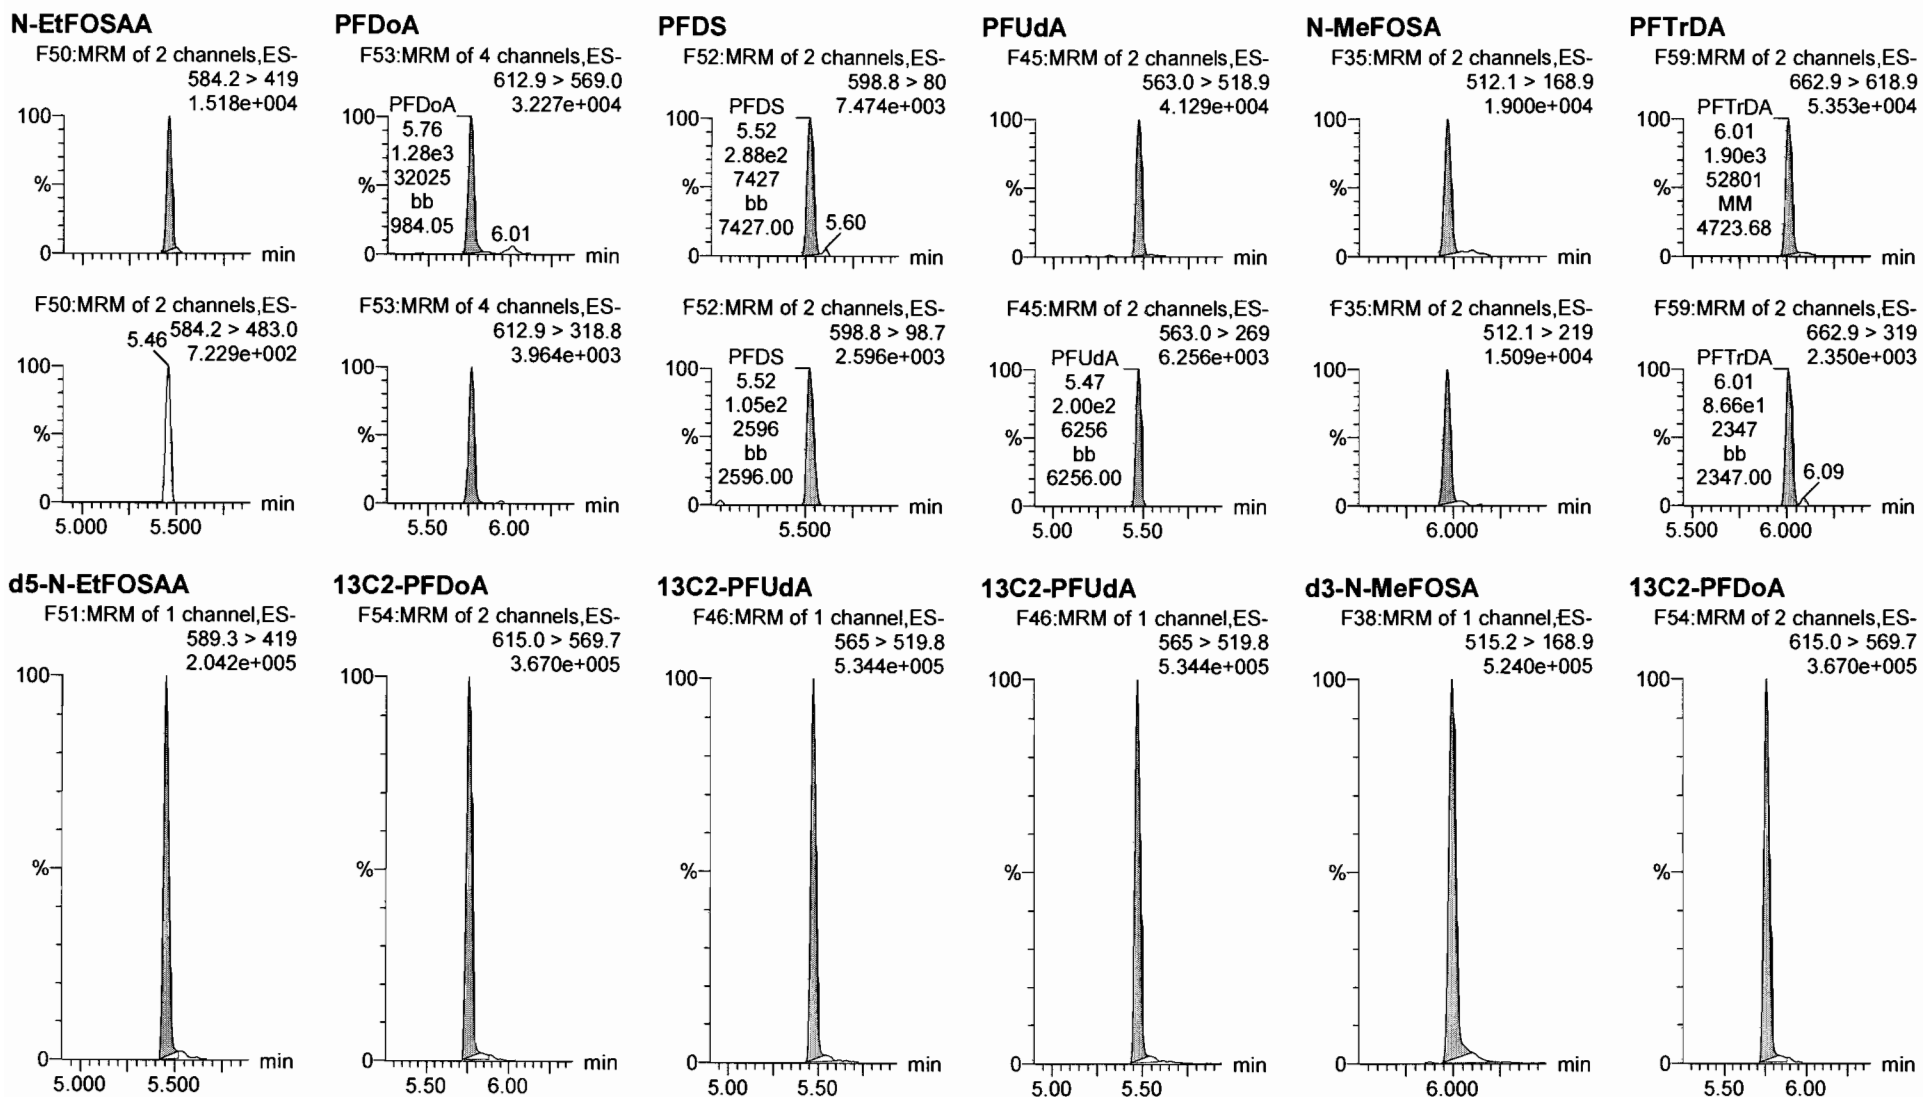 N-EtFOSAA
F50:MRM of 2 channels,ES-
584.2 > 419
1.518e+004
100
%
0
min
PFDoA
F53:MRM of 4 channels,ES-
612.9 > 569.0
3.227e+004
PFDoA
5.76
1.28e3
32025
bb
984.05
6.01
100
%
0
min
PFDS
F52:MRM of 2 channels,ES-
598.8 > 80
7.474e+003
PFDS
5.52
2.88e2
7427
bb
7427.00
5.60
100
%
0
min
PFUdA
F45:MRM of 2 channels,ES-
563.0 > 518.9
4.129e+004
100
%
0
min
N-MeFOSA
F35:MRM of 2 channels,ES-
512.1 > 168.9
1.900e+004
100
%
0
min
PFTrDA
F59:MRM of 2 channels,ES-
662.9 > 618.9
5.353e+004
PFTrDA
6.01
1.90e3
52801
MM
4723.68
100
%
0
min
F50:MRM of 2 channels,ES-
584.2 > 483.0
7.229e+002
5.46
100
%
0
min
5.000 5.500
F53:MRM of 4 channels,ES-
612.9 > 318.8
3.964e+003
100
%
0
min
5.50 6.00
F52:MRM of 2 channels,ES-
598.8 > 98.7
2.596e+003
PFDS
5.52
1.05e2
2596
bb
2596.00
100
%
0
min
5.500
F45:MRM of 2 channels,ES-
563.0 > 269
6.256e+003
PFUdA
5.47
2.00e2
6256
bb
6256.00
100
%
0
min
5.00 5.50
F35:MRM of 2 channels,ES-
512.1 > 219
1.509e+004
100
%
0
min
6.000
F59:MRM of 2 channels,ES-
662.9 > 319
2.350e+003
PFTrDA
6.01
8.66e1
2347
bb
2347.00
6.09
100
%
0
min
5.500 6.000
d5-N-EtFOSAA
F51:MRM of 1 channel,ES-
589.3 > 419
2.042e+005
100
%
0
min
5.000 5.500
13C2-PFDoA
F54:MRM of 2 channels,ES-
615.0 > 569.7
3.670e+005
100
%
0
min
5.50 6.00
13C2-PFUdA
F46:MRM of 1 channel,ES-
565 > 519.8
5.344e+005
100
%
0
min
5.00 5.50
13C2-PFUdA
F46:MRM of 1 channel,ES-
565 > 519.8
5.344e+005
100
%
0
min
5.00 5.50
d3-N-MeFOSA
F38:MRM of 1 channel,ES-
515.2 > 168.9
5.240e+005
100
%
0
min
6.000
13C2-PFDoA
F54:MRM of 2 channels,ES-
615.0 > 569.7
3.670e+005
100
%
0
min
5.50 6.00